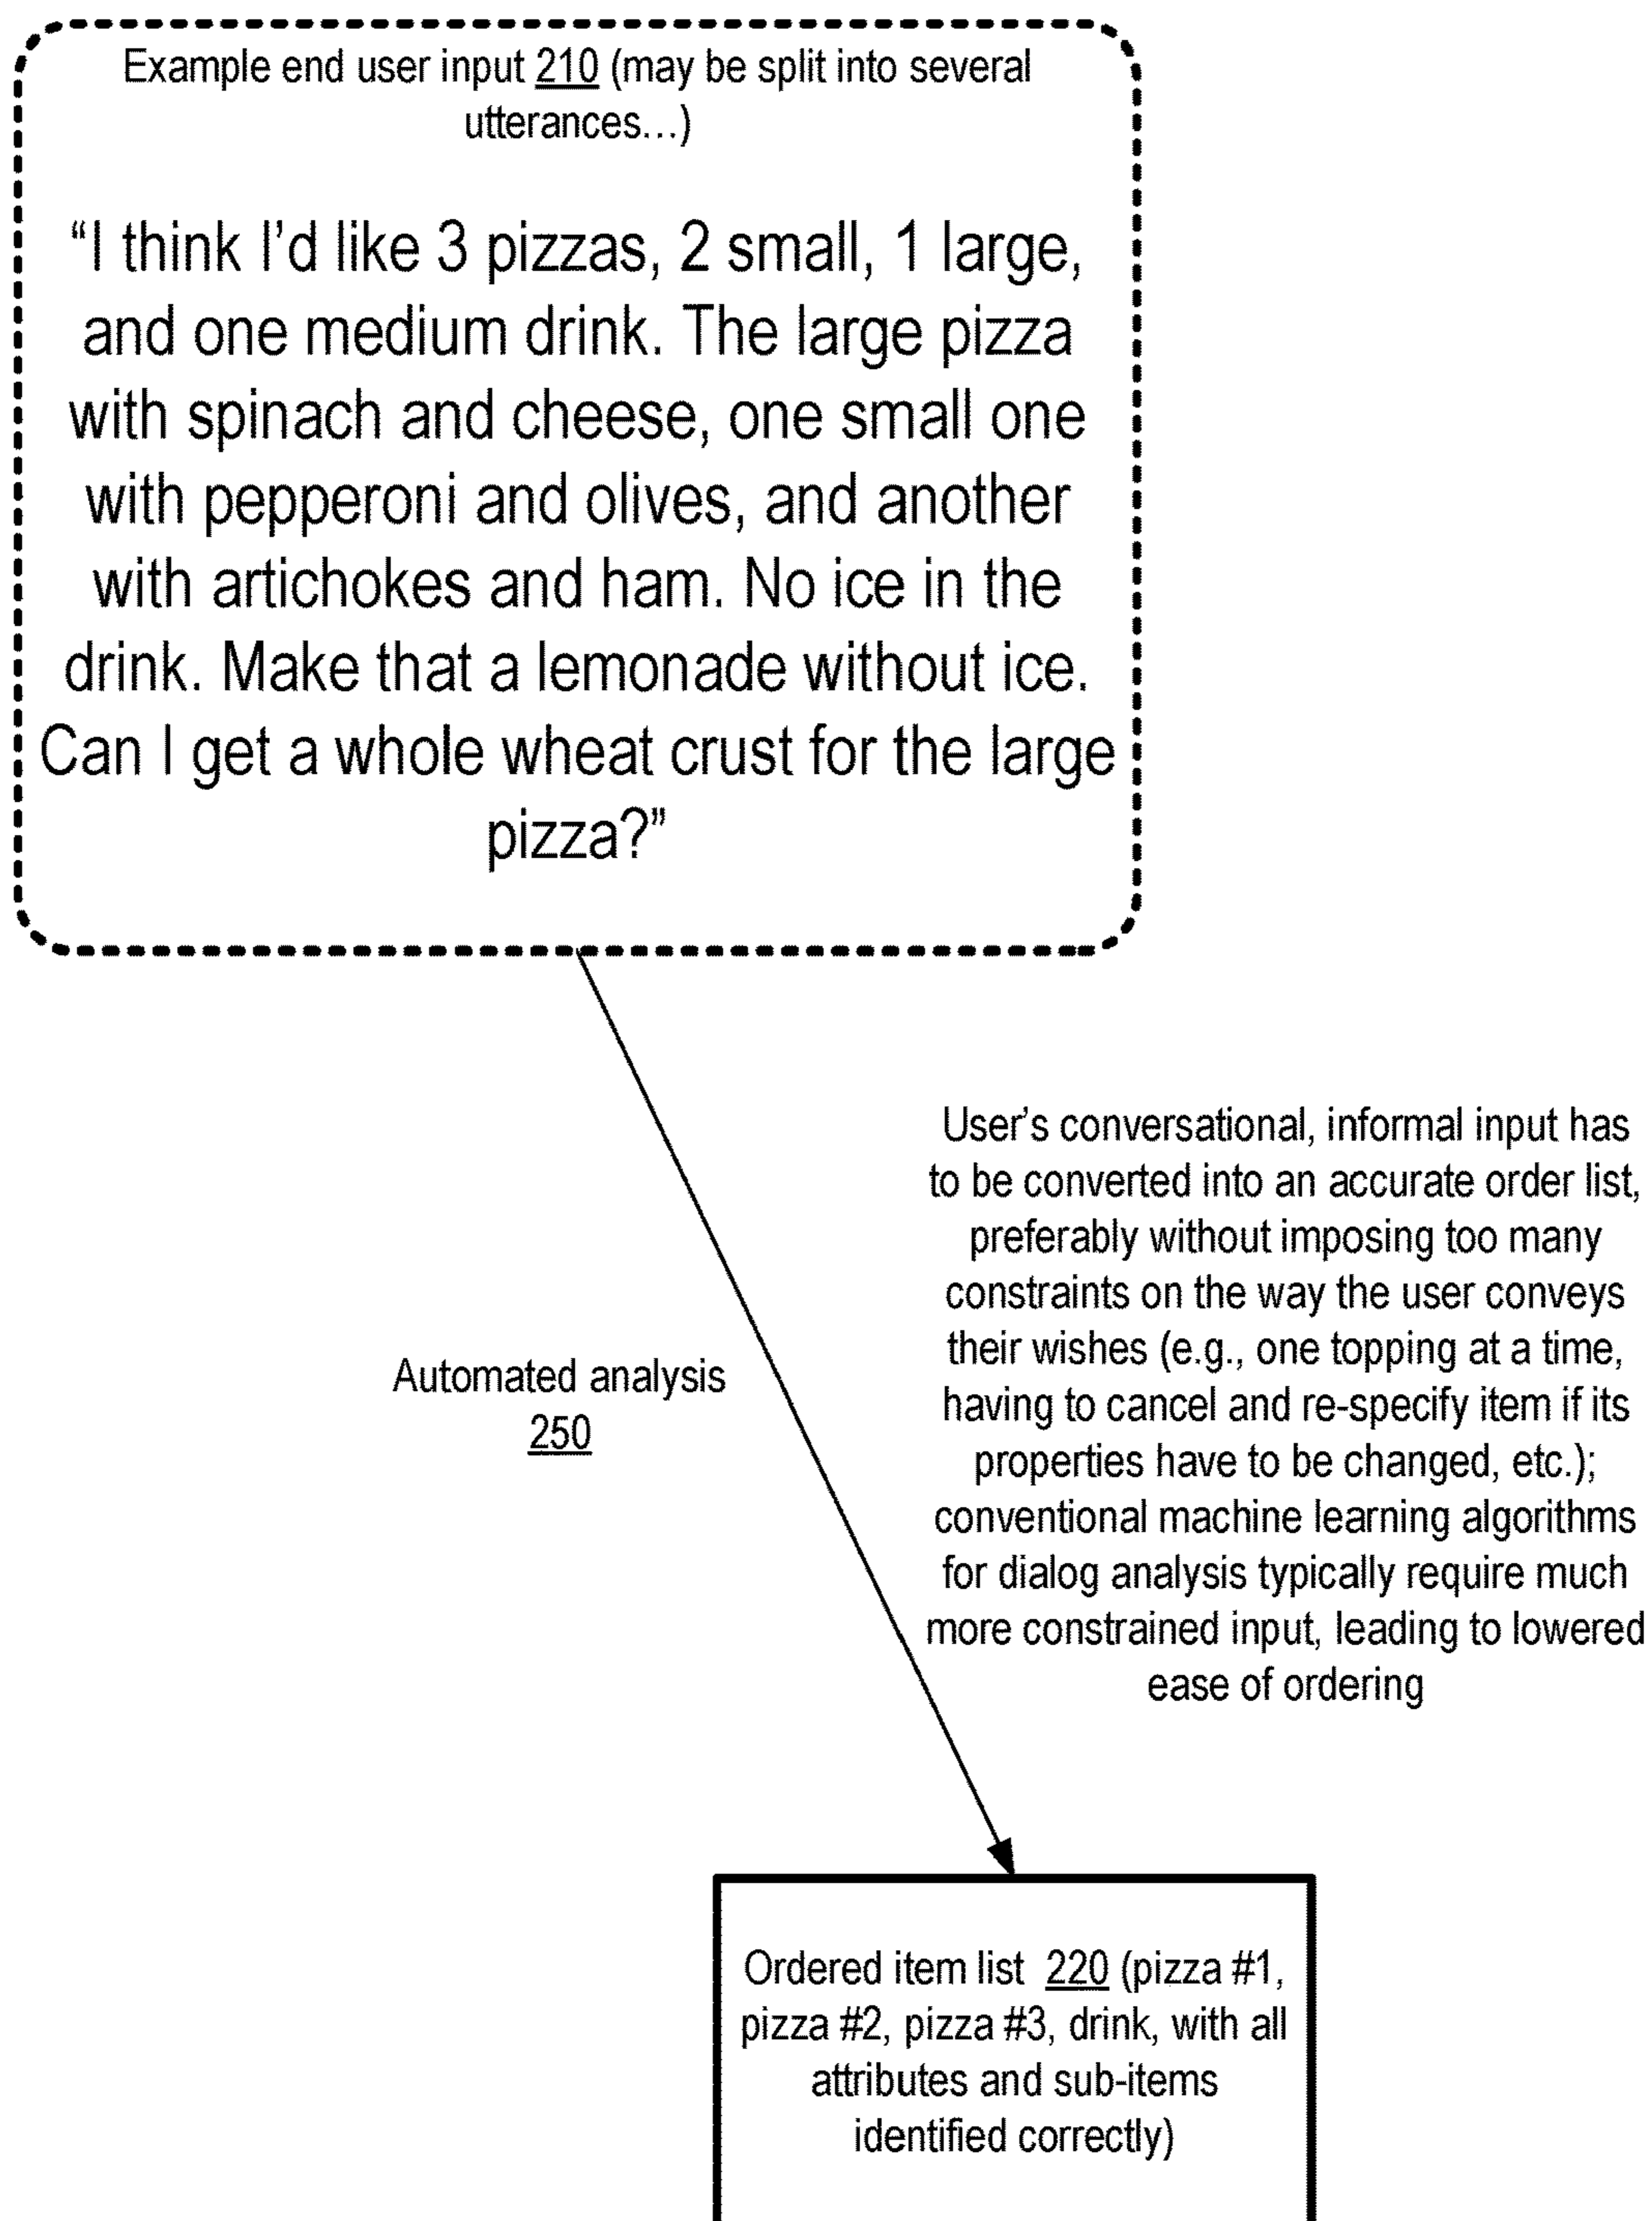 Example end user input 210 (may be split into several
utterances…)
“I think I’d like 3 pizzas, 2 small, 1 large,
and one medium drink. The large pizza
with spinach and cheese, one small one
with pepperoni and olives, and another
with artichokes and ham. No ice in the
drink. Make that a lemonade without ice.
Can I get a whole wheat crust for the large
pizza?”
User’s conversational, informal input has
to be converted into an accurate order list,
preferably without imposing too many
constraints on the way the user conveys
their wishes (e.g., one topping at a time,
having to cancel and re-specify item if its
properties have to be changed, etc.);
conventional machine learning algorithms
for dialog analysis typically require much
more constrained input, leading to lowered
ease of ordering
Automated analysis
250
Ordered item list 220 (pizza #1,
pizza #2, pizza #3, drink, with all
attributes and sub-items
identified correctly)